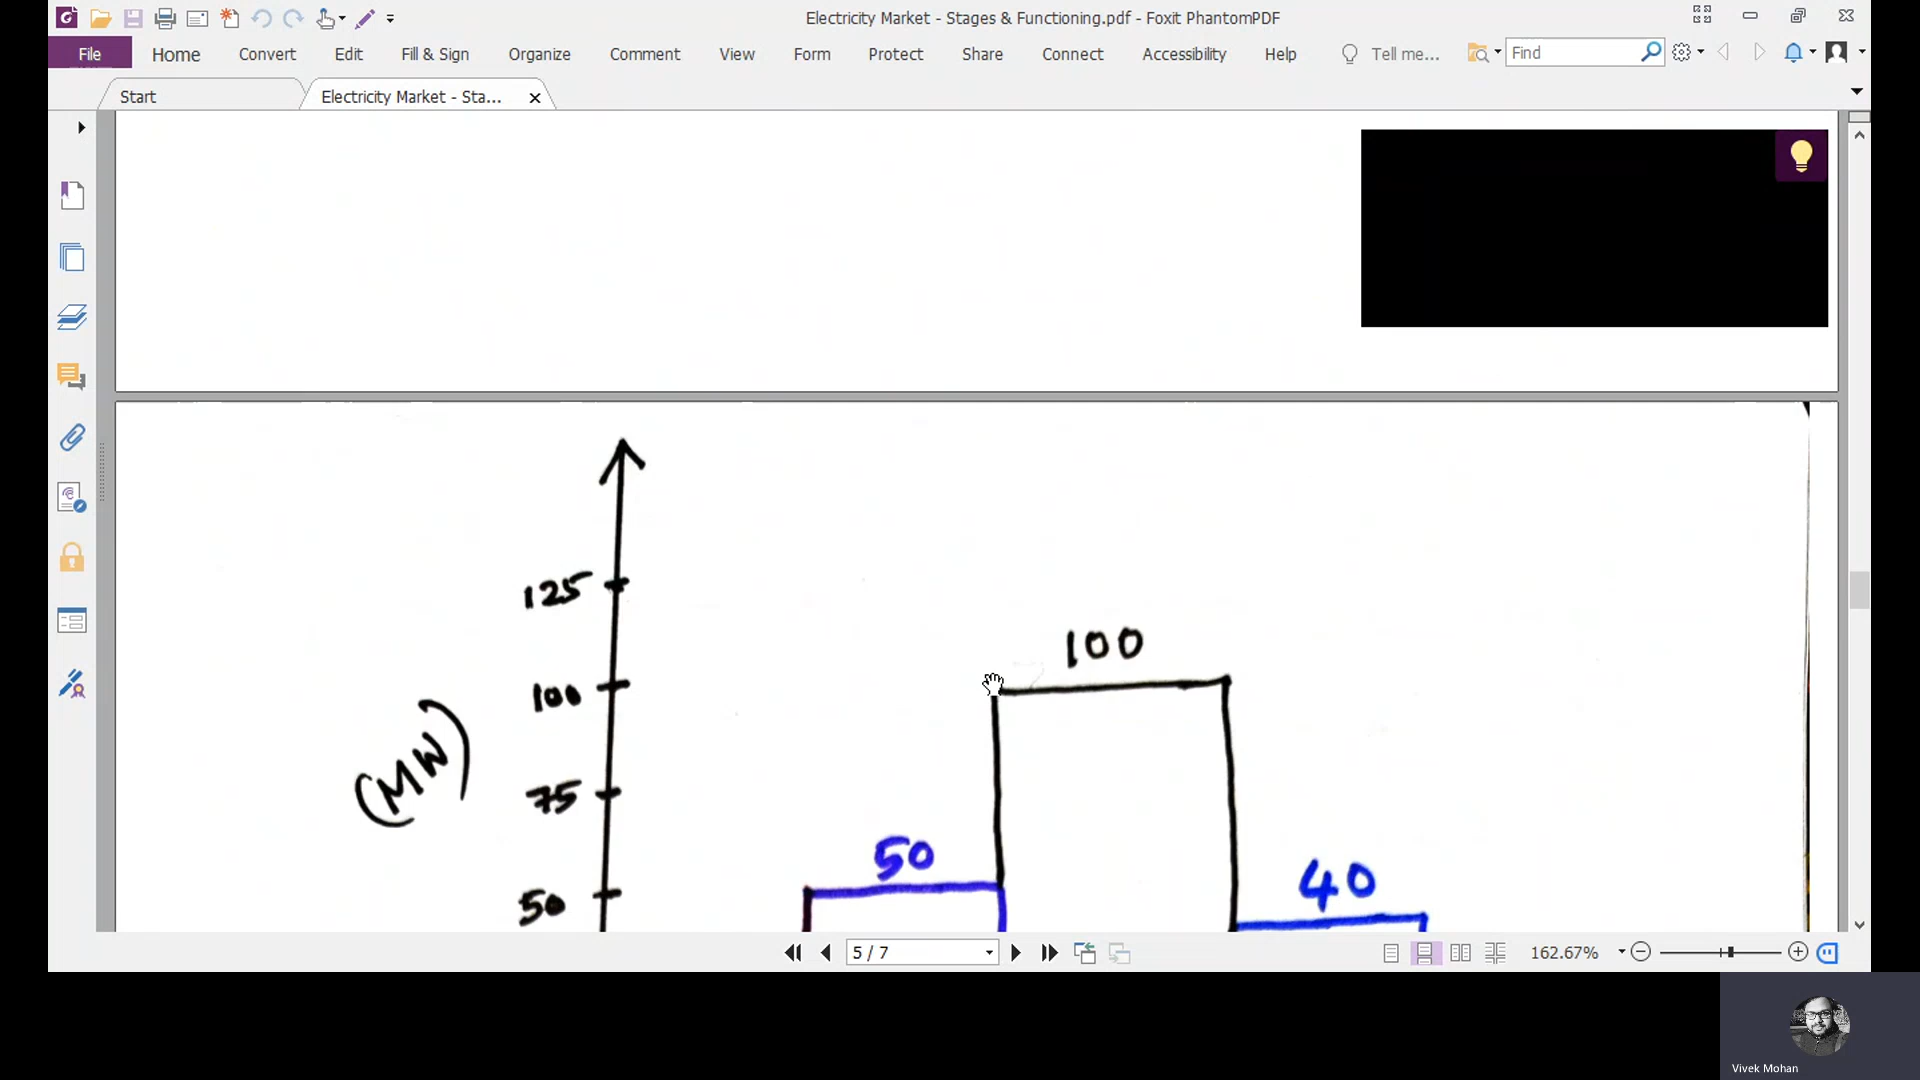 Electricity Market - Stages & Functioning.pdf - Foxit PhantomPDF
File Home Convert Edit Fill & Sign Organize Comment View Form Protect Share Connect Accessibility Help Tell me... Find
Start Electricity Market - Sta...
125
100
100
(MW)
75
50
40
50
5 / 7 162.67%
Vivek Mohan